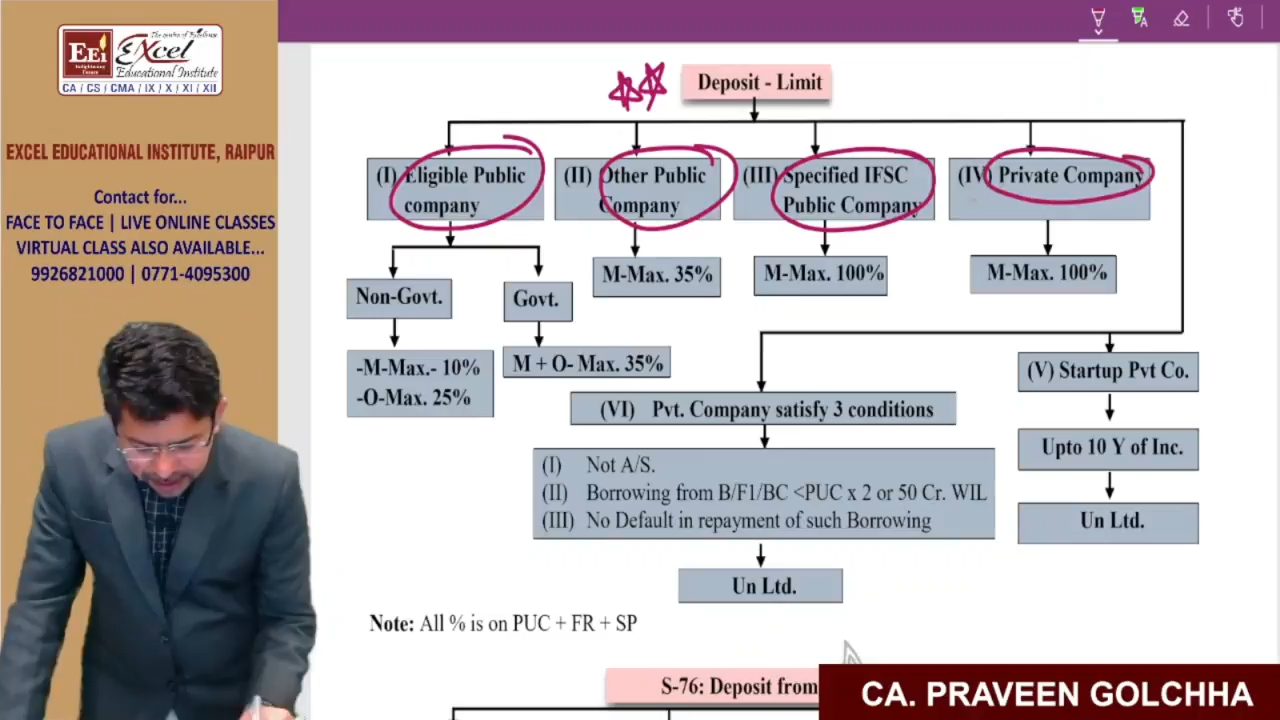 The centre of Excellence
EEi
Excel
Educational Institute
CA / CS / CMA / IX / X / XI / XII
EXCEL EDUCATIONAL INSTITUTE, RAIPUR
Contact for...
FACE TO FACE | LIVE ONLINE CLASSES
VIRTUAL CLASS ALSO AVAILABLE...
9926821000 | 0771-4095300
Deposit - Limit
(I) Eligible Public
company
(II) Other Public
Company
(III) Specified IFSC
Public Company
(IV) Private Company
Non-Govt.
Govt.
M-Max. 35%
M-Max. 100%
M-Max. 100%
-M-Max.- 10%
-O-Max. 25%
M + O- Max. 35%
(V) Startup Pvt Co.
Upto 10 Y of Inc.
Un Ltd.
(VI) Pvt. Company satisfy 3 conditions
(I) Not A/S.
(II) Borrowing from B/F1/BC <PUC x 2 or 50 Cr. WIL
(III) No Default in repayment of such Borrowing
Un Ltd.
Note: All % is on PUC + FR + SP
S-76: Deposit from
CA. PRAVEEN GOLCHHA